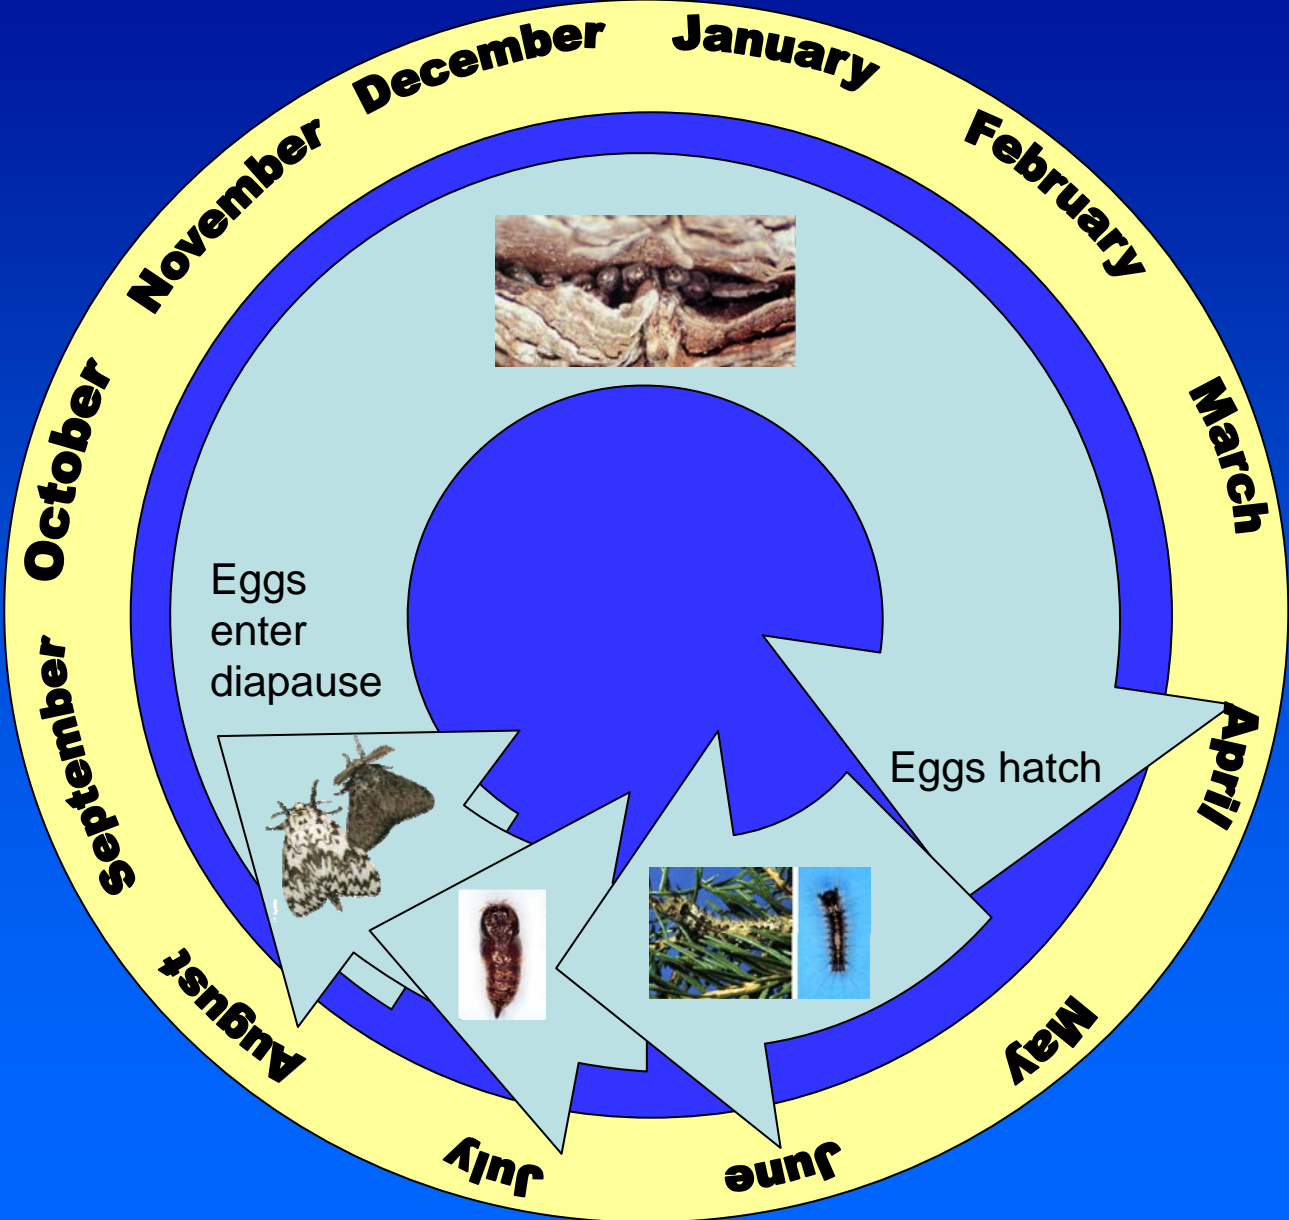 January
February
March
April
May
June
July
August
September
October
November
December
Eggs
enter
diapause
Eggs hatch